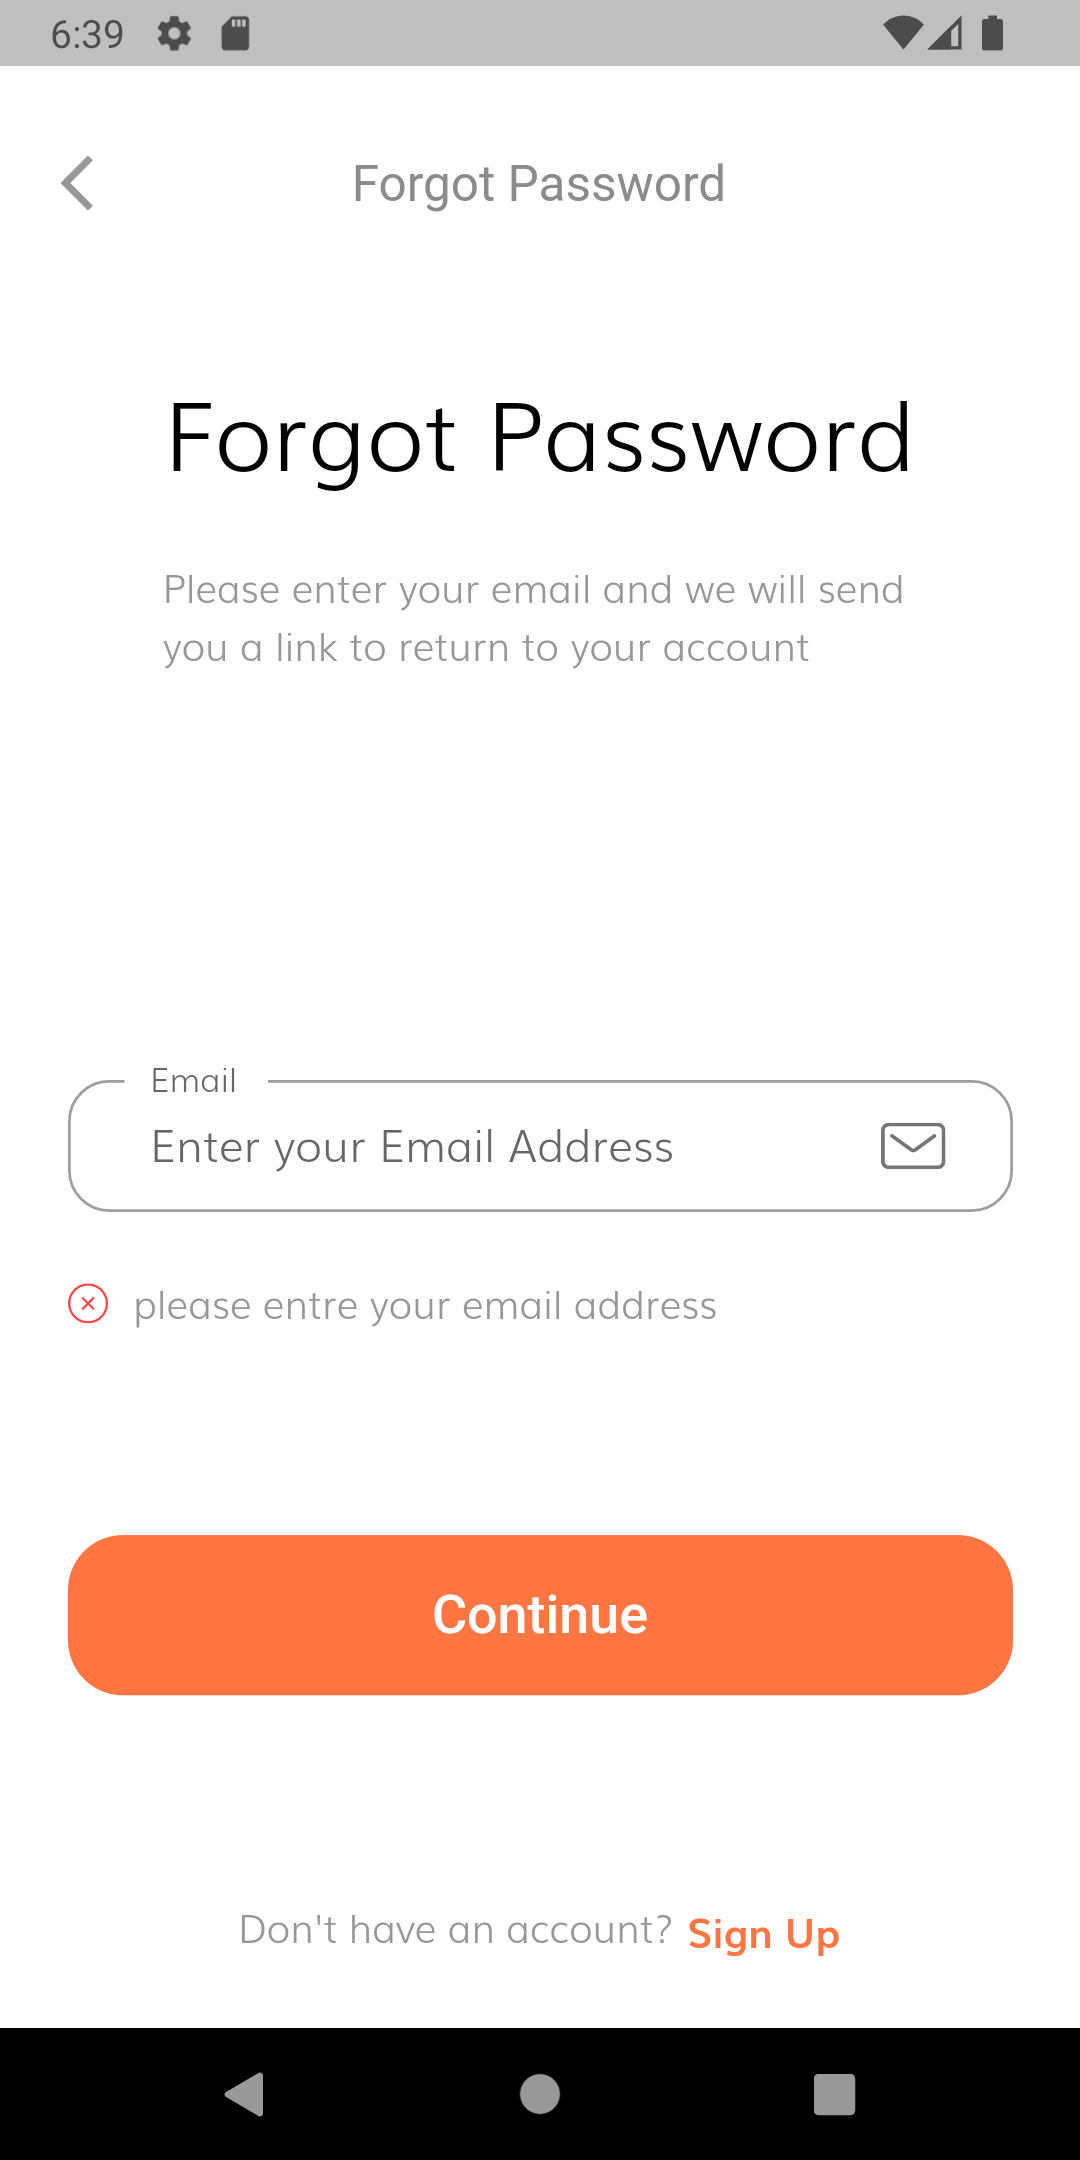 6:39
Forgot Password
Forgot Password
Please enter your email and we will send
you a link to return to your account
Email
Enter your Email Address
please entre your email address
Continue
Don't have an account? Sign Up